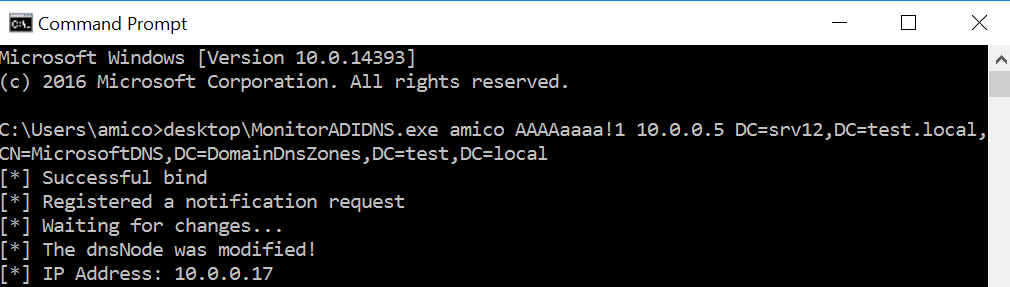 Command Prompt
Microsoft Windows [Version 10.0.14393]
(c) 2016 Microsoft Corporation. All rights reserved.
C:\Users\amico>desktop\MonitorADIDNS.exe amico AAAAaaaa!1 10.0.0.5 DC=srv12,DC=test.local,
CN=MicrosoftDNS,DC=DomainDnsZones,DC=test,DC=local
[*] Successful bind
[*] Registered a notification request
[*] Waiting for changes...
[*] The dnsNode was modified!
[*] IP Address: 10.0.0.17